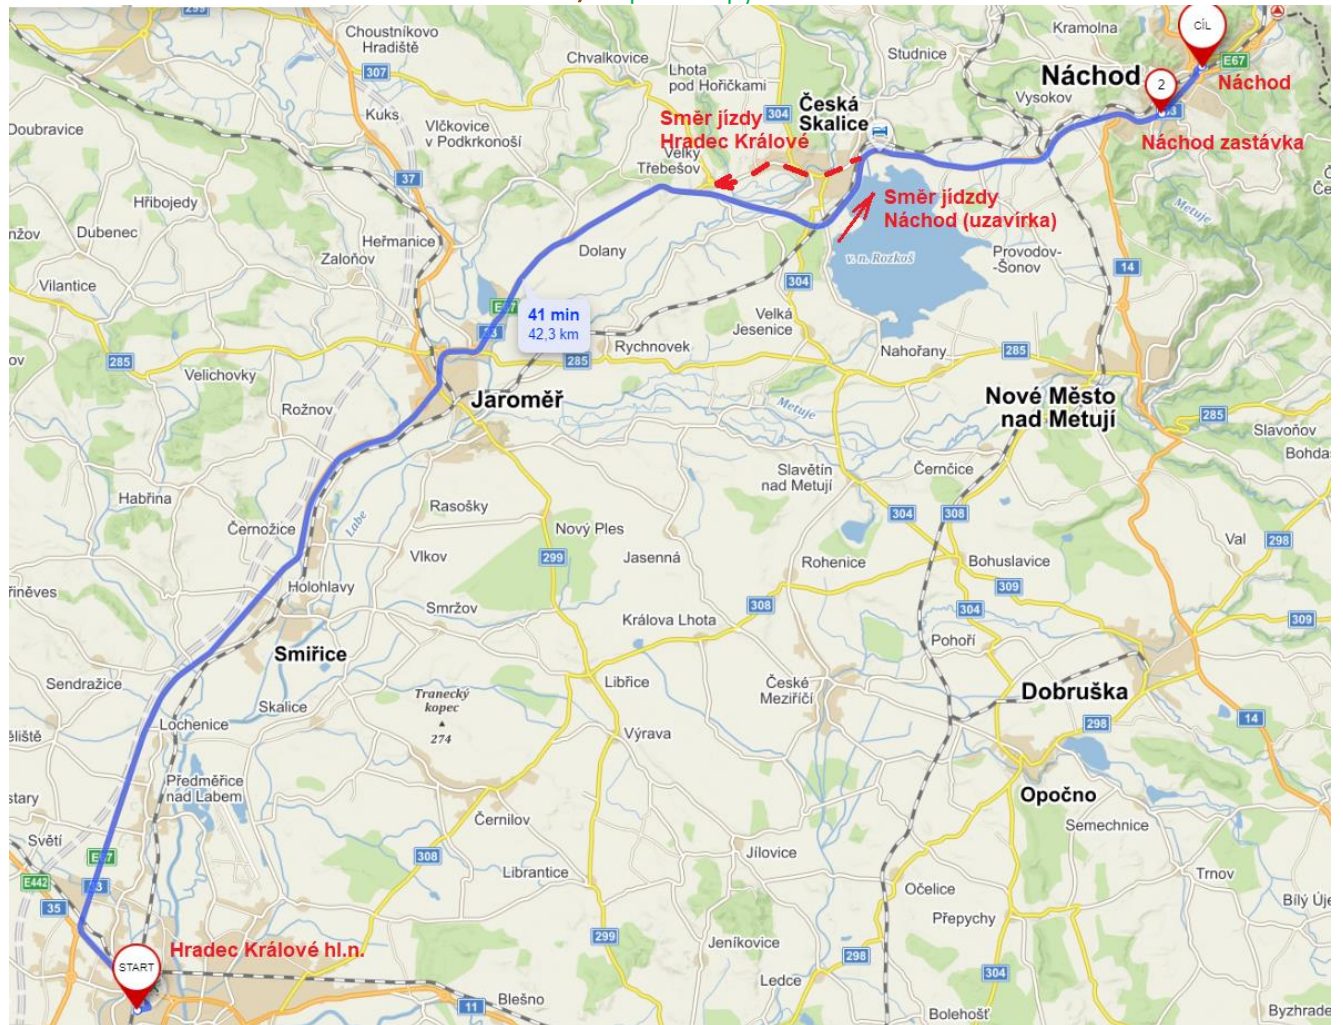 Choustníkovo
Hradiště
Kramolna
CÍL
E67
Chvalkovice
Studnice
307
Lhota
pod Hořičkami
Náchod
2
Náchod
Kuks
Vysokov
Česká
Skalice
Směr jízdy
304
Hradec Králové
Doubravice
Vlčkovice
v Podkrkonoší
Náchod zastávka
Velký
Třebešov
37
Směr jídzdy
Náchod (uzavírka)
Hřibojedy
Metuje
Dubenec
Heřmanice
Dolany
v. n. Rozkoš
Provodov-
-Šonov
Zaloňov
14
Vilantice
304
41 min
42,3 km
Velká
Jesenice
Rychnovek
285
285
Nahořany
285
Velichovky
Jaroměř
Metuje
Nové Město
nad Metují
Rožnov
285
Slavoňov
Slavětín
nad Metují
Černčice
Habřina
Rasošky
304
308
Černožice
Labe
Nový Ples
Val
298
Vlkov
299
Jasenná
Rohenice
Bohuslavice
309
Holohlavy
Smržov
308
304
309
Králova Lhota
Pohoří
Smiřice
Sendražice
Libřice
České
Meziříčí
Dobruška
Tranecký
kopec
274
Skalice
298
14
Lochenice
Výrava
Předměřice
nad Labem
Opočno
Černilov
Semechnice
Světí
308
Jílovice
E442
Librantice
Trnov
35
Očelice
Přepychy
299
Jeníkovice
Hradec Králové hl.n.
298
START
304
Ledce
11
Blešno
Bolehošť